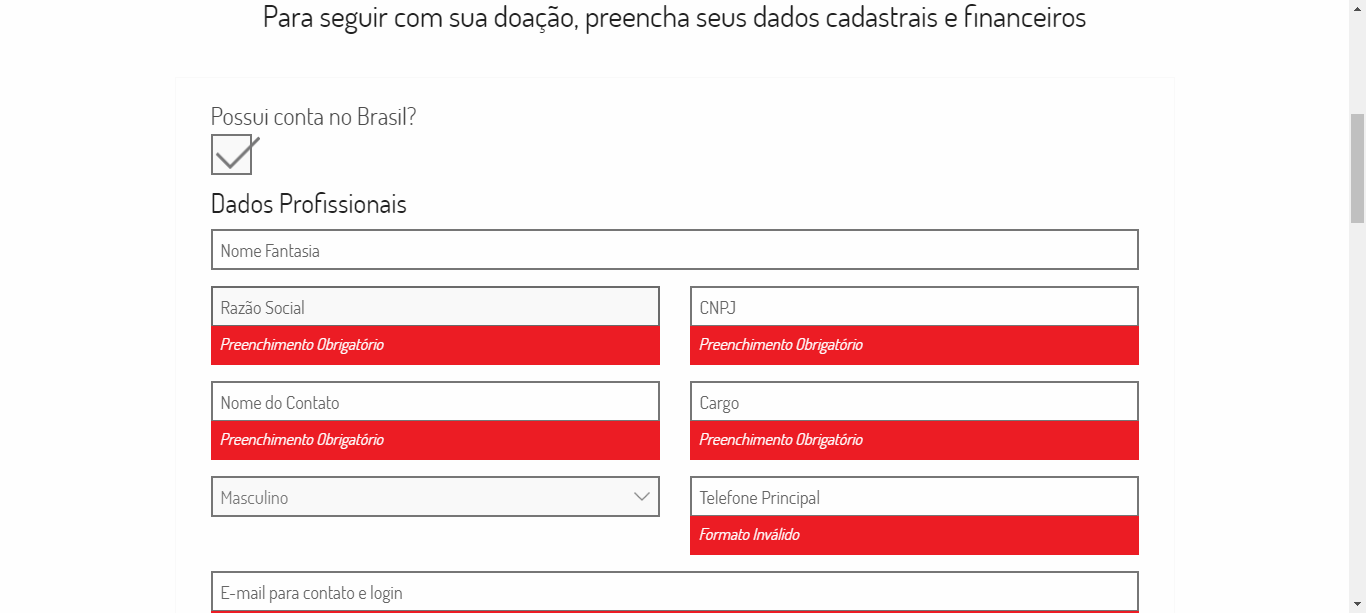 Para seguir com sua doação, preencha seus dados cadastrais e financeiros
Possui conta no Brasil?
Dados Profissionais
Nome Fantasia
Razão Social
CNPJ
Preenchimento Obrigatório
Preenchimento Obrigatório
Nome do Contato
Cargo
Preenchimento Obrigatório
Preenchimento Obrigatório
Masculino
Telefone Principal
Formato Inválido
E-mail para contato e login